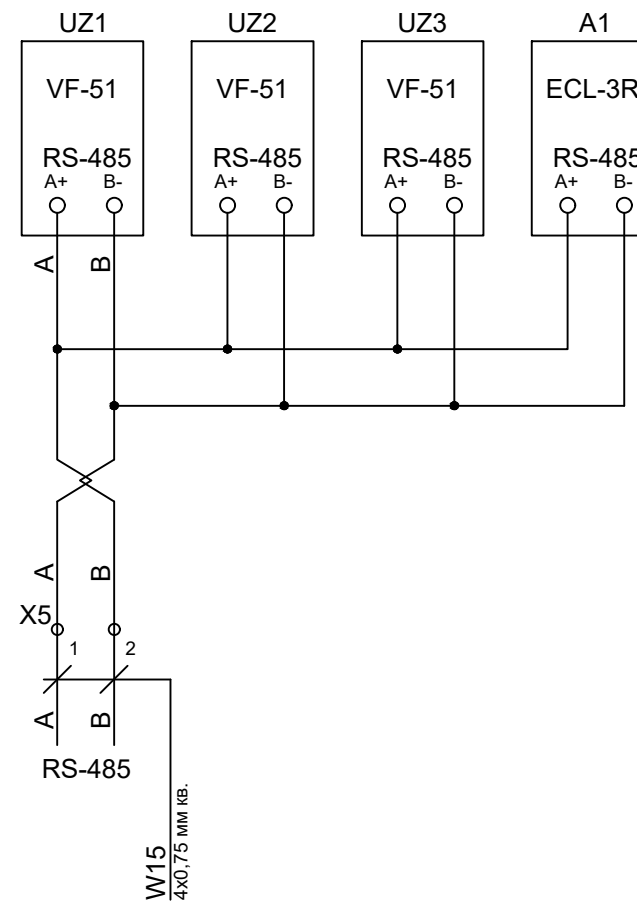 UZ1 UZ2 UZ3 A1
VF-51 VF-51 VF-51 ECL-3R
RS-485 RS-485 RS-485 RS-485
A+ B- A+ B- A+ B- A+ B-
A B
A B
X5
1 2
A B
RS-485
W15
4x0,75 мм кв.